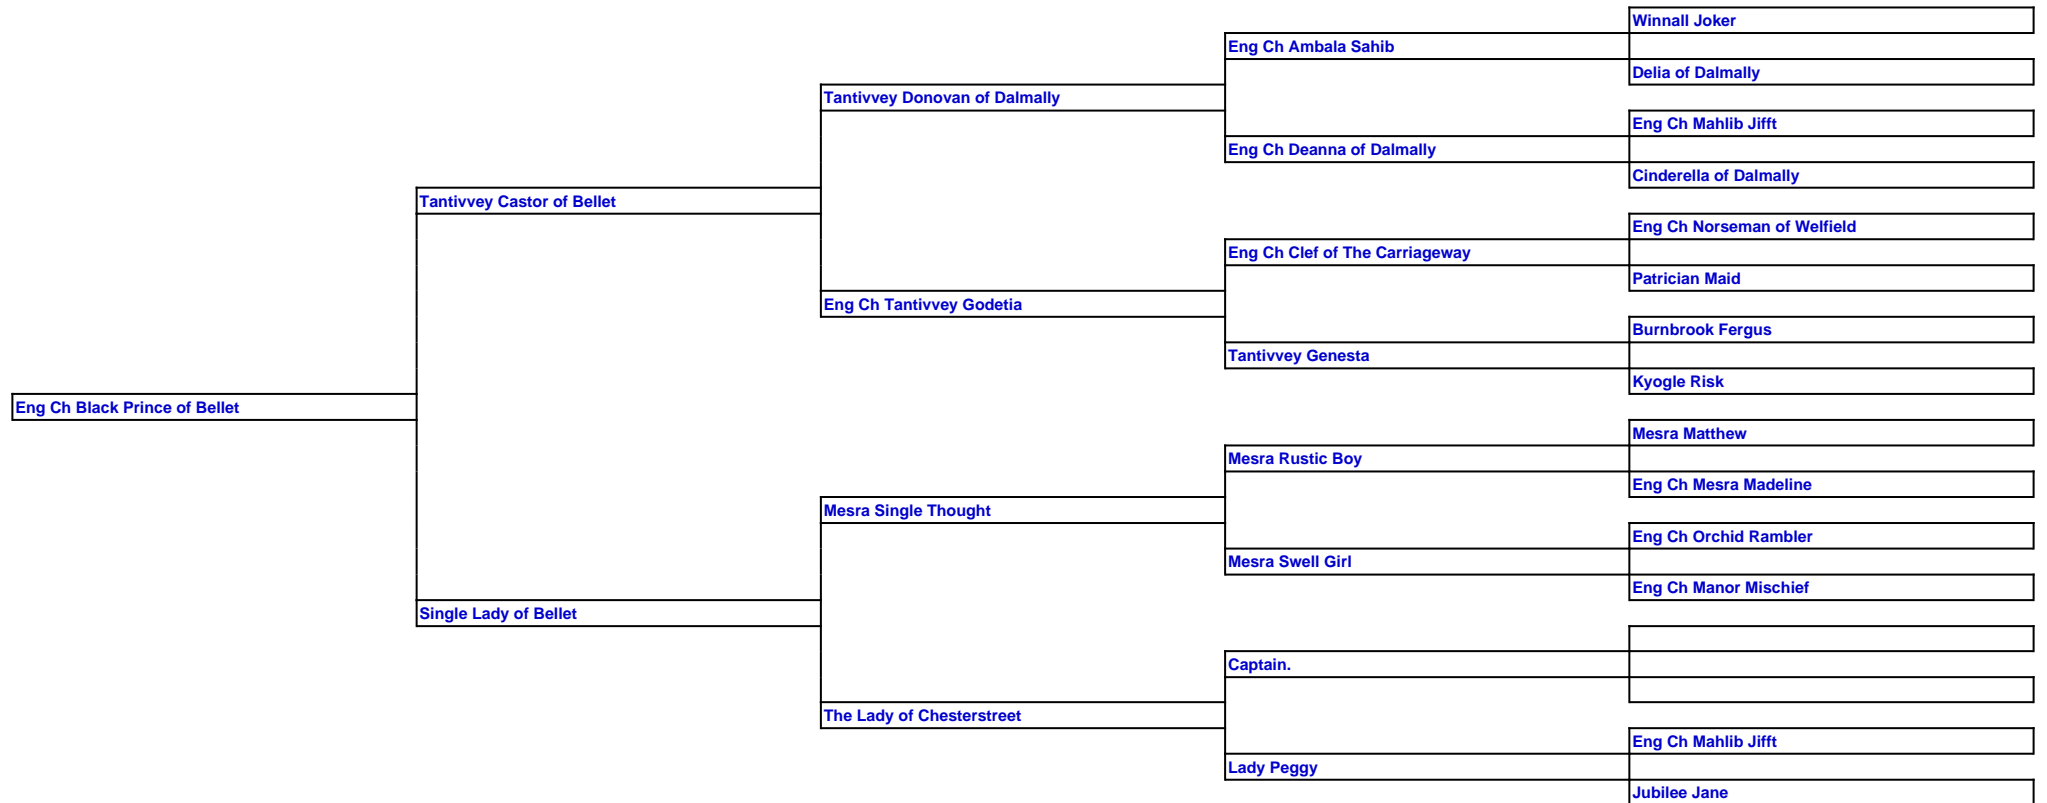 Winnall Joker
Eng Ch Ambala Sahib
Delia of Dalmally
Tantivvey Donovan of Dalmally
Eng Ch Mahlib Jifft
Eng Ch Deanna of Dalmally
Cinderella of Dalmally
Tantivvey Castor of Bellet
Eng Ch Norseman of Welfield
Eng Ch Clef of The Carriageway
Patrician Maid
Eng Ch Tantivvey Godetia
Burnbrook Fergus
Tantivvey Genesta
Kyogle Risk
Eng Ch Black Prince of Bellet
Mesra Matthew
Mesra Rustic Boy
Eng Ch Mesra Madeline
Mesra Single Thought
Eng Ch Orchid Rambler
Mesra Swell Girl
Eng Ch Manor Mischief
Single Lady of Bellet
Captain.
The Lady of Chesterstreet
Eng Ch Mahlib Jifft
Lady Peggy
Jubilee Jane